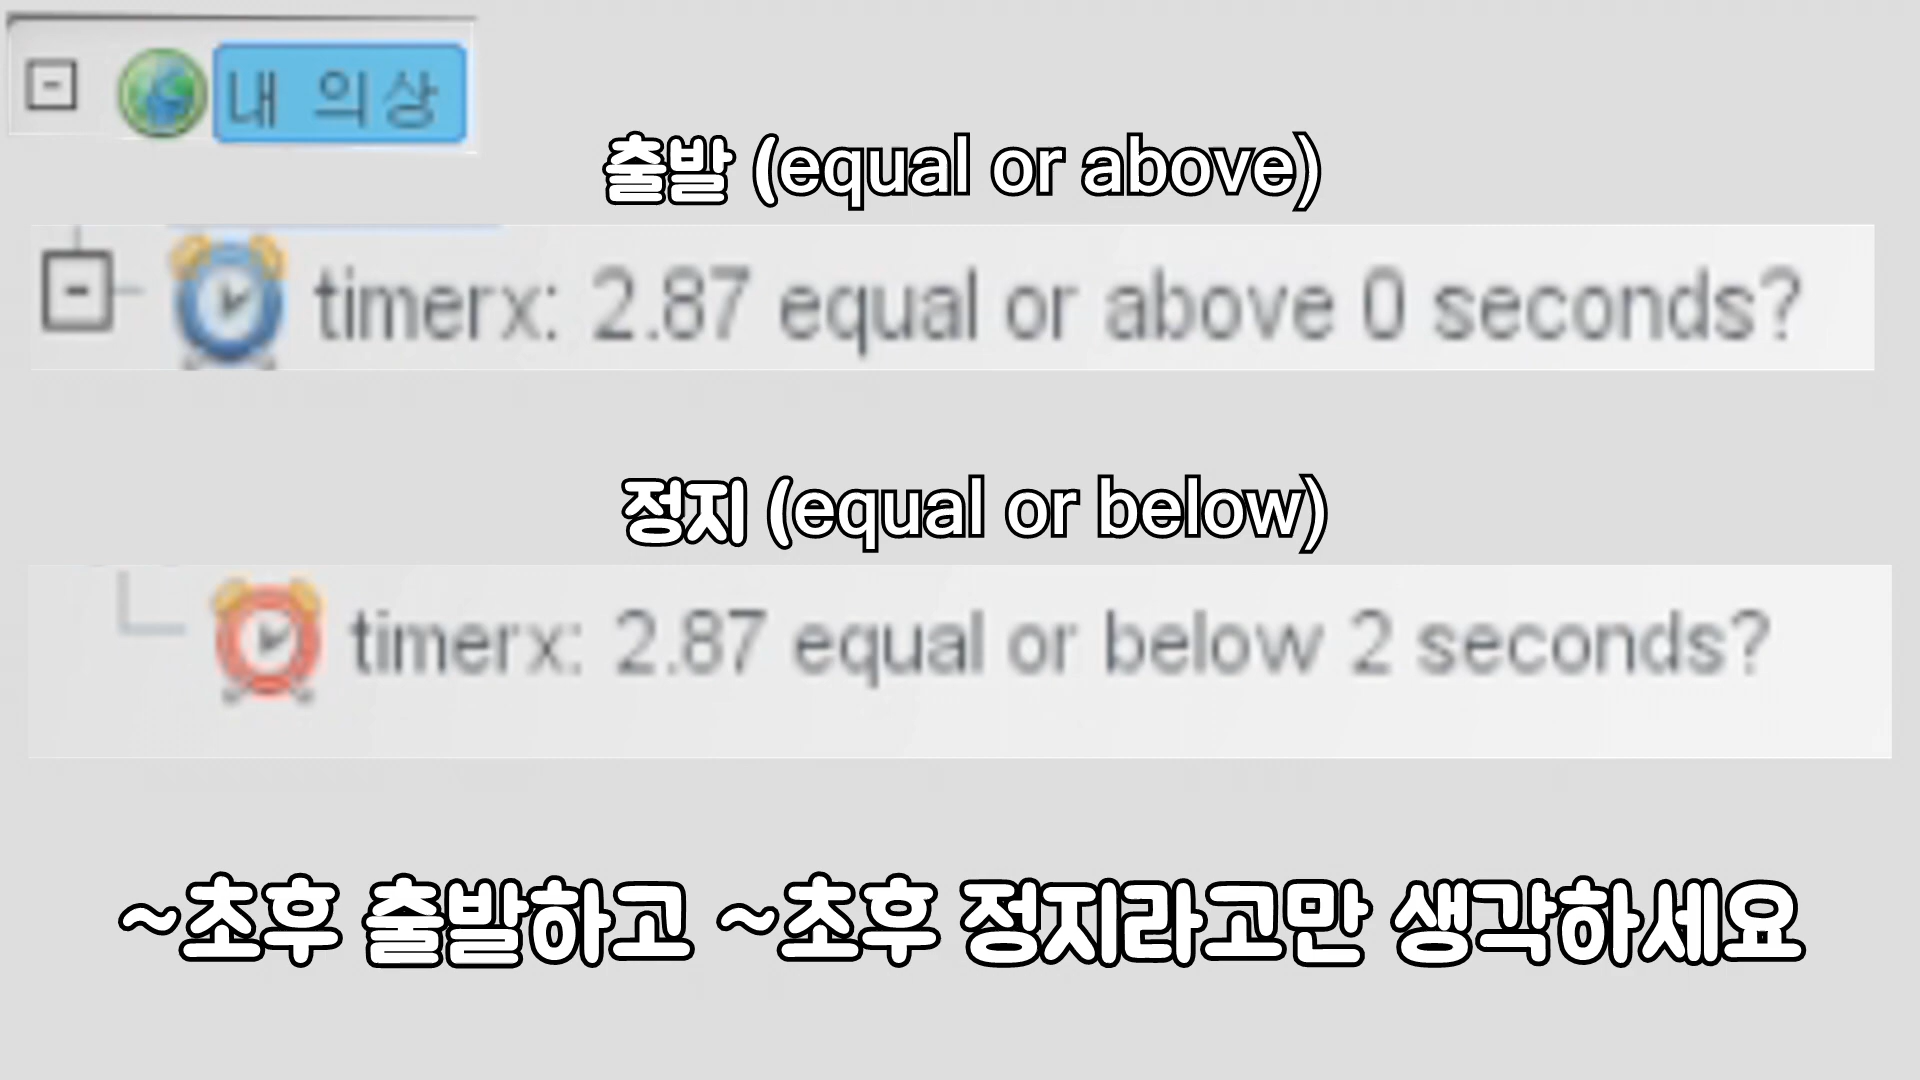 내 의상
출발 (equal or above)
timerx: 2.87 equal or above 0 seconds?
정지 (equal or below)
timerx: 2.87 equal or below 2 seconds?
~초후 출발하고 ~초후 정지라고만 생각하세요